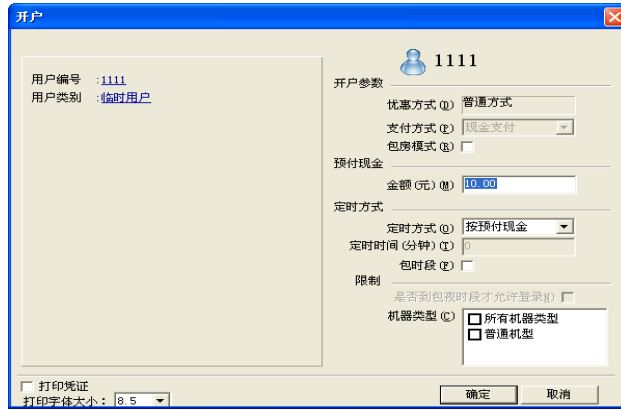 开户
用户编号 :1111
用户类别 :临时用户
1111
开户参数
优惠方式(D) 普通方式
支付方式(P) 现金支付
包房模式(R)
预付现金
金额(元)(M) 10.00
定时方式
定时方式(O) 按预付现金
定时时间(分钟)(T) 0
包时段(F)
限制
是否到包夜时段才允许登录N)
机器类型(C) 所有机器类型
普通机型
打印凭证
打印字体大小: 8.5
确定 取消